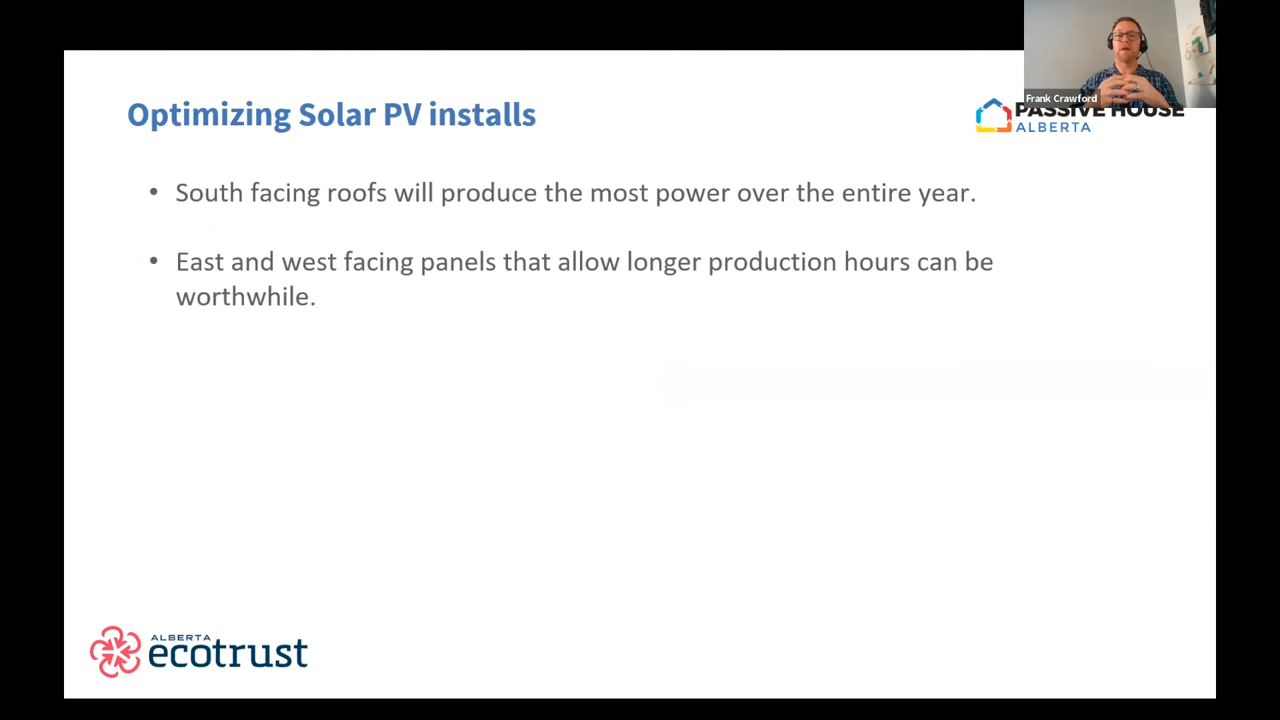 Optimizing Solar PV installs
Frank Crawford
PASSIVE HOUSE
ALBERTA
• South facing roofs will produce the most power over the entire year.
• East and west facing panels that allow longer production hours can be
worthwhile.
ALBERTA
ecotrust